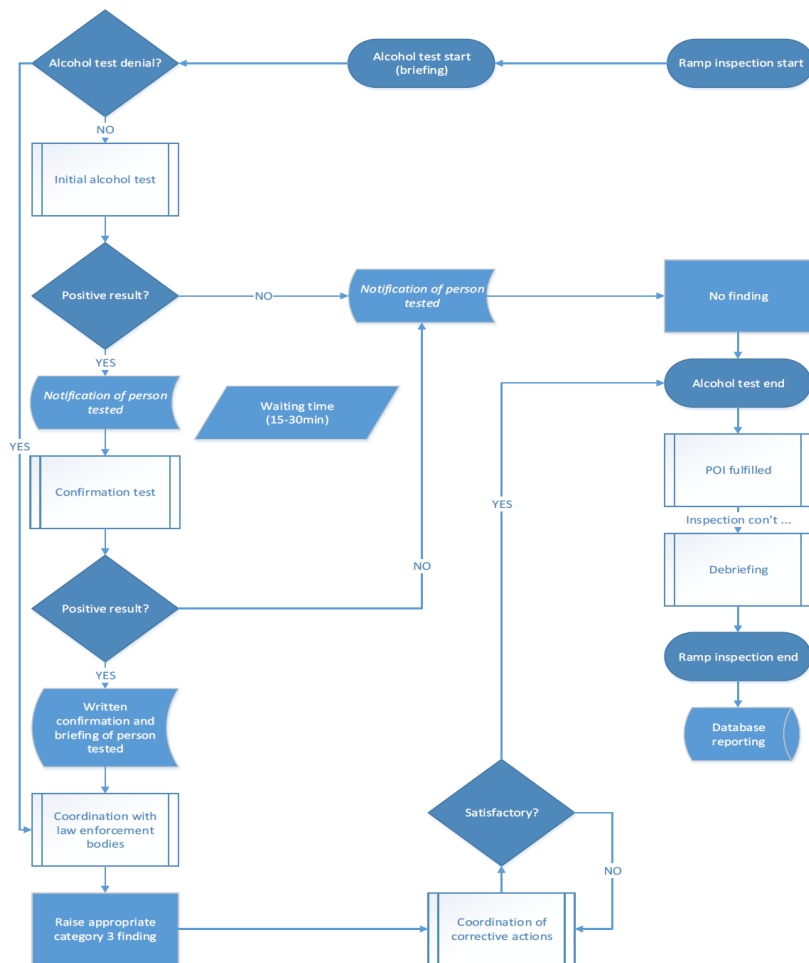 Alcohol test denial?
Alcohol test start
(briefing)
Ramp inspection start
NO
Initial alcohol test
Positive result?
NO
Notification of person
tested
No finding
YES
Notification of person
tested
Waiting time
(15-30min)
Alcohol test end
YES
Confirmation test
YES
POI fulfilled
Inspection con't ...
Debriefing
NO
Positive result?
YES
Ramp inspection end
Written
confirmation and
briefing of person
tested
Database
reporting
Coordination with
law enforcement
bodies
Satisfactory?
NO
Raise appropriate
category 3 finding
Coordination of
corrective actions